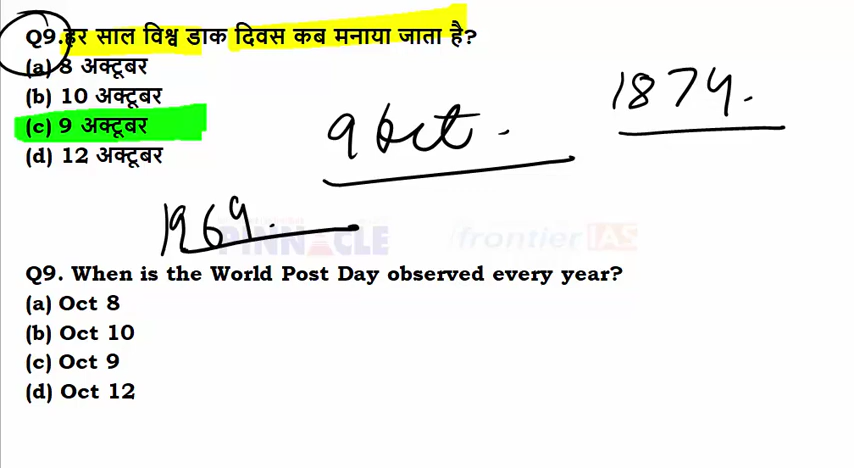 Q9.हर साल विश्व डाक दिवस कब मनाया जाता है?
(a) 8 अक्टूबर
(b) 10 अक्टूबर
(c) 9 अक्टूबर
(d) 12 अक्टूबर
9 Oct.
1874.
1969.
PINNACLE
frontier IAS
Q9. When is the World Post Day observed every year?
(a) Oct 8
(b) Oct 10
(c) Oct 9
(d) Oct 12